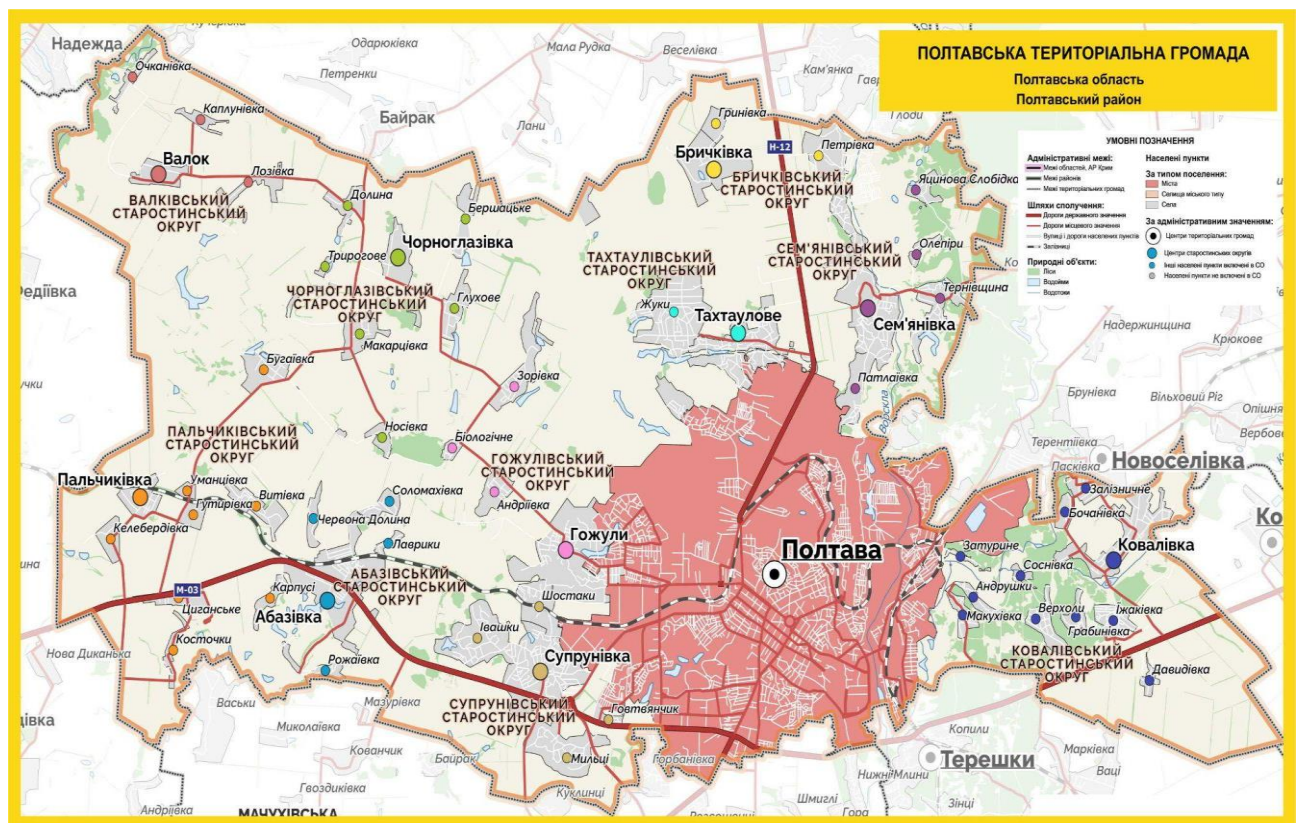 ПОЛТАВСЬКА ТЕРИТОРІАЛЬНА ГРОМАДА
Полтавська область
Полтавський район
УМОВНІ ПОЗНАЧЕННЯ
Адміністративні межі:
Межі областей, АР Крим
Межі районів
Межі територіальних громад
Шляхи сполучення:
Дороги державного значення
Дороги місцевого значення
Вулиці і дороги населених пунктів
Залізниці
Природні об'єкти:
Ліси
Водойми
Водотоки
Населені пункти
За типом поселення:
Міста
Селища міського типу
Села
За адміністративним значенням:
Центри територіальних громад
Центри старостинських округів
Інші населені пункти включені в СО
Населені пункти не включені в СО
Надежда
Очканівка
Одарюківка
Петренки
Мала Рудка
Веселівка
Кам'янка
Глоди
Байрак
Лани
Каплунівка
Валок
Лозівка
ВАЛКІВСЬКИЙ
СТАРОСТИНСЬКИЙ
ОКРУГ
Долина
Бершацьке
Чорноглазівка
Трирогове
ЧОРНОГЛАЗІВСЬКИЙ
СТАРОСТИНСЬКИЙ
ОКРУГ
Глухове
Макарцівка
Гринівка
Н-12
Петрівка
Бричківка
БРИЧКІВСЬКИЙ
СТАРОСТИНСЬКИЙ
ОКРУГ
Яцинова Слобідка
СЕМ'ЯНІВСЬКИЙ
СТАРОСТИНСЬКИЙ
ОКРУГ
Олепіри
Тернівщина
Сем'янівка
Патлаївка
Ворскла
ТАХТАУЛІВСЬКИЙ
СТАРОСТИНСЬКИЙ
ОКРУГ
Жуки
Тахтаулове
Бугаївка
Зорівка
Носівка
Біологічне
ПАЛЬЧИКІВСЬКИЙ
СТАРОСТИНСЬКИЙ
ОКРУГ
ГОЖУЛІВСЬКИЙ
СТАРОСТИНСЬКИЙ
ОКРУГ
Андріївка
Гожули
Пальчиківка
Уманцівка
Гутирівка
Витівка
Келебердівка
Соломахівка
Червона Долина
Лаврики
АБАЗІВСЬКИЙ
СТАРОСТИНСЬКИЙ
ОКРУГ
М-03
Циганське
Карпусі
Абазівка
Косточки
Рожаївка
Нова Диканька
Шостаки
Івашки
Супрунівка
СУПРУНІВСЬКИЙ
СТАРОСТИНСЬКИЙ
ОКРУГ
Говтвянчик
Мильці
Полтава
Надержинщина
Крюкове
Брунівка
Вільховий Ріг
Опішня
Терентіївка
Пасківка
Новоселівка
Залізничне
Бочанівка
Ковалівка
Затурине
Соснівка
Андрушки
Макухівка
Верхоли
Їжаківка
Грабинівка
КОВАЛІВСЬКИЙ
СТАРОСТИНСЬКИЙ
ОКРУГ
Давидівка
Васьки
Миколаївка
Мазурівка
Кованчик
Байрак
Гвоздиківка
Андріївка
МАЧУХІВСЬКА
Куклинці
Горбанівка
Копили
Терешки
Нижні Млини
Марківка
Ваці
Шмиглі
Гора
Зінці